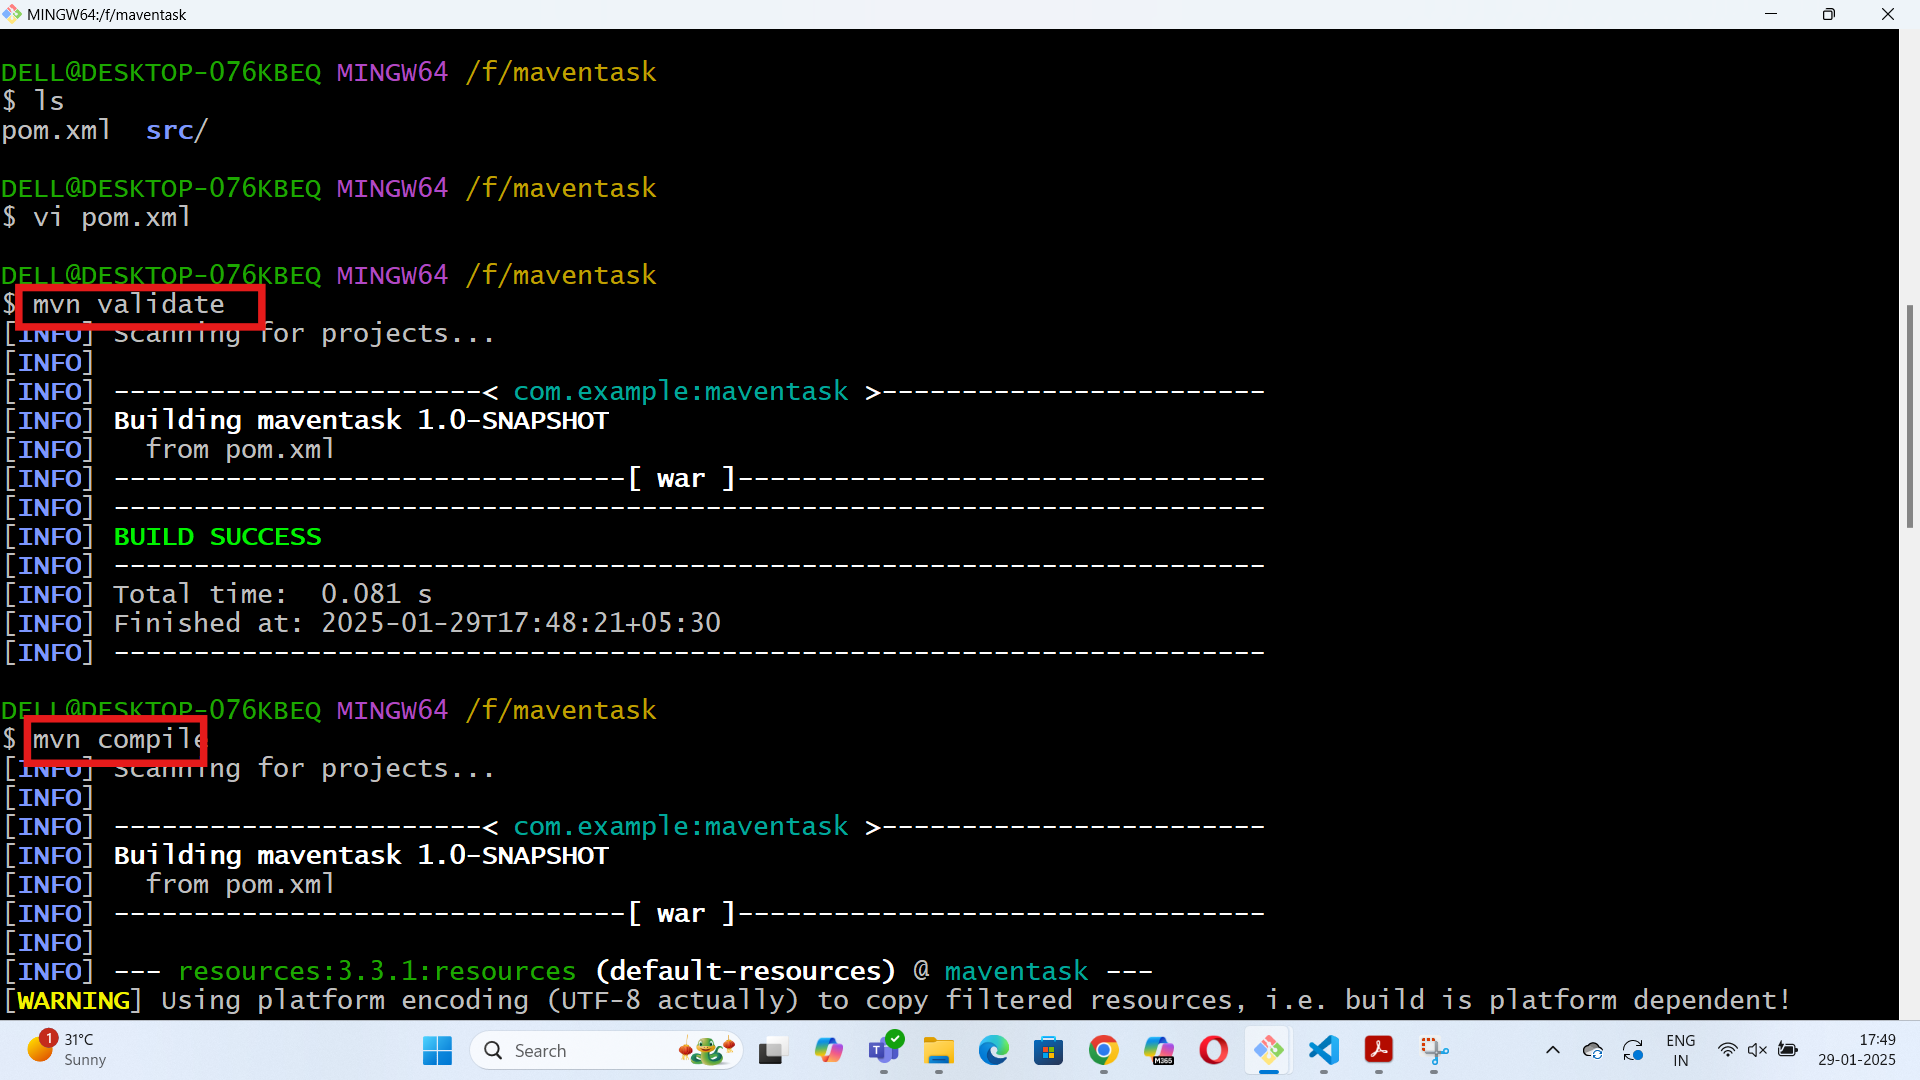 MINGW64:/f/maventask
DELL@DESKTOP-076KBEQ MINGW64 /f/maventask
$ ls
pom.xml  src/
DELL@DESKTOP-076KBEQ MINGW64 /f/maventask
$ vi pom.xml
DELL@DESKTOP-076KBEQ MINGW64 /f/maventask
$ mvn validate
[INFO] Scanning for projects...
[INFO]
[INFO] -----------------------< com.example:maventask >------------------------
[INFO] Building maventask 1.0-SNAPSHOT
[INFO]   from pom.xml
[INFO] --------------------------------[ war ]---------------------------------
[INFO] ------------------------------------------------------------------------
[INFO] BUILD SUCCESS
[INFO] ------------------------------------------------------------------------
[INFO] Total time:  0.081 s
[INFO] Finished at: 2025-01-29T17:48:21+05:30
[INFO] ------------------------------------------------------------------------
DELL@DESKTOP-076KBEQ MINGW64 /f/maventask
$ mvn compile
[INFO] Scanning for projects...
[INFO]
[INFO] -----------------------< com.example:maventask >------------------------
[INFO] Building maventask 1.0-SNAPSHOT
[INFO]   from pom.xml
[INFO] --------------------------------[ war ]---------------------------------
[INFO]
[INFO] --- resources:3.3.1:resources (default-resources) @ maventask ---
[WARNING] Using platform encoding (UTF-8 actually) to copy filtered resources, i.e. build is platform dependent!
1
31°C
Sunny
Search
M365
ENG
IN
17:49
29-01-2025